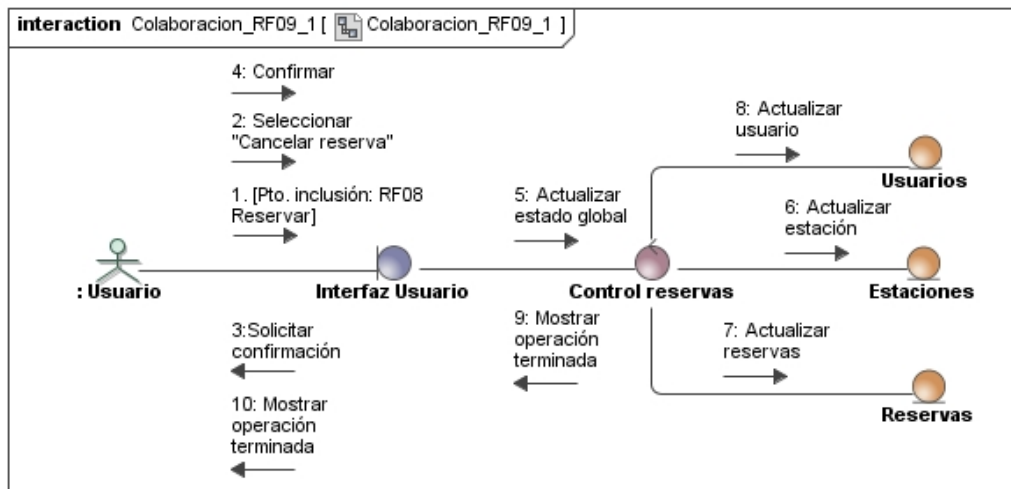 interaction Colaboracion_RF09_1 [ Colaboracion_RF09_1 ]
4: Confirmar
2: Seleccionar
"Cancelar reserva"
1. [Pto. inclusión: RF08
Reservar]
5: Actualizar
estado global
8: Actualizar
usuario
Usuarios
6: Actualizar
estación
: Usuario
Interfaz Usuario
Control reservas
Estaciones
3:Solicitar
confirmación
9: Mostrar
operación
terminada
7: Actualizar
reservas
10: Mostrar
operación
terminada
Reservas